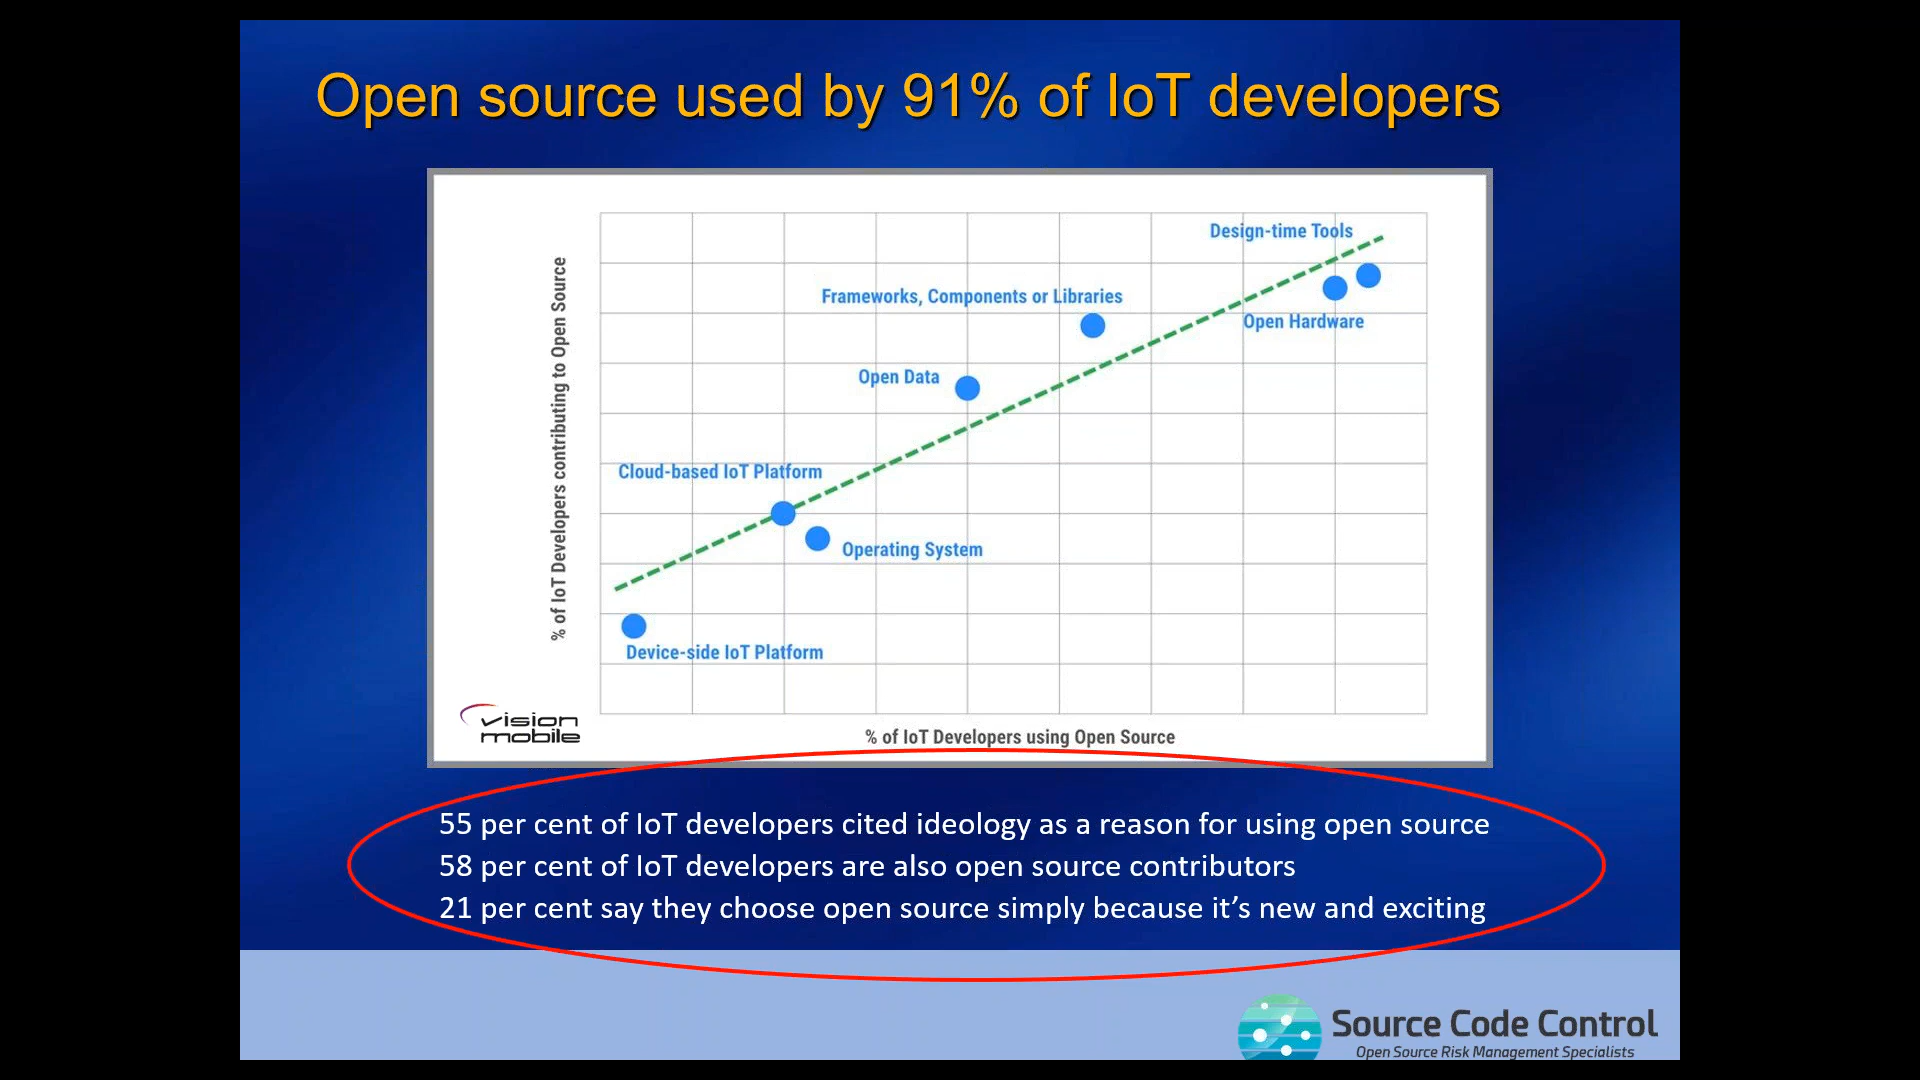 Open source used by 91% of IoT developers
Design-time Tools
Frameworks, Components or Libraries
Open Hardware
Open Data
Cloud-based IoT Platform
Operating System
Device-side IoT Platform
% of IoT Developers contributing to Open Source
vision
mobile
% of IoT Developers using Open Source
55 per cent of IoT developers cited ideology as a reason for using open source
58 per cent of IoT developers are also open source contributors
21 per cent say they choose open source simply because it’s new and exciting
Source Code Control
Open Source Risk Management Specialists